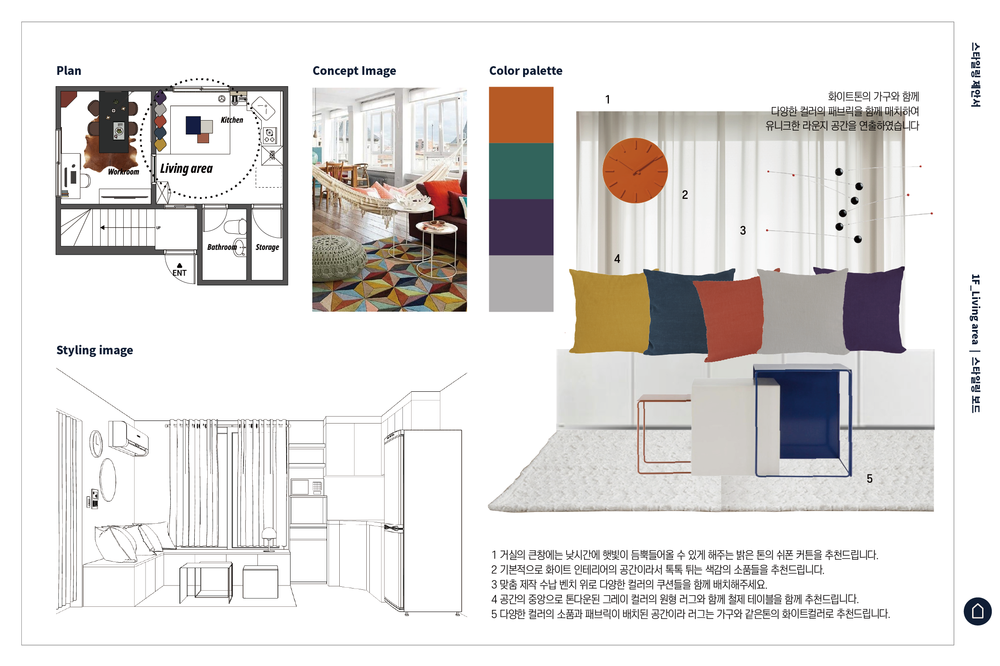 Plan
Concept Image
Color palette
Kitchen
Workroom
Living area
Bathroom
Storage
ENT
Styling image
1
화이트톤의 가구와 함께
다양한 컬러의 패브릭을 함께 매치하여
유니크한 라운지 공간을 연출하였습니다
2
3
4
5
1 거실의 큰창에는 낮시간에 햇빛이 듬뿍들어올 수 있게 해주는 밝은 톤의 쉬폰 커튼을 추천드립니다.
2 기본적으로 화이트 인테리어의 공간이라서 톡톡 튀는 색감의 소품들을 추천드립니다.
3 맞춤 제작 수납 벤치 위로 다양한 컬러의 쿠션들을 함께 배치해주세요.
4 공간의 중앙으로 톤다운된 그레이 컬러의 원형 러그와 함께 철제 테이블을 함께 추천드립니다.
5 다양한 컬러의 소품과 패브릭이 배치된 공간이라 러그는 가구와 같은톤의 화이트컬러로 추천드립니다.
스타일링 제안서
1F_Living area | 스타일링 보드